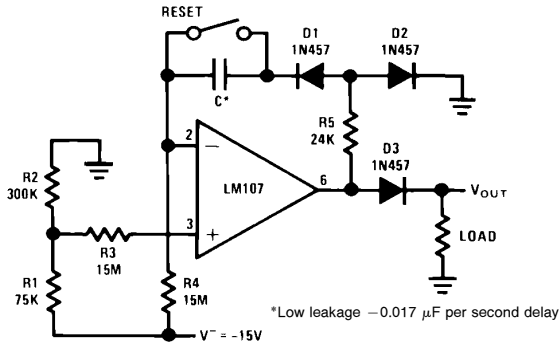 RESET
D1
1N457
D2
1N457
C*
R5
24K
D3
1N457
2
−
LM107
6
VOUT
R2
300K
3
+
R3
15M
LOAD
R1
75K
R4
15M
*Low leakage −0.017 μF per second delay
V− = -15V